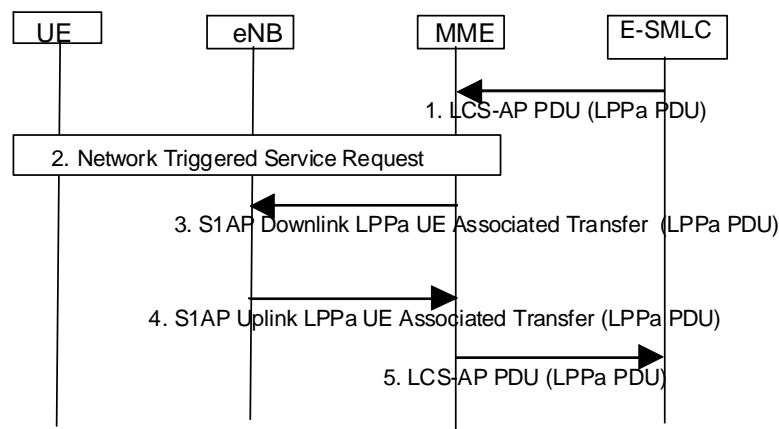 UE
eNB
MME
E-SMLC
1. LCS-AP PDU (LPPa PDU)
2. Network Triggered Service Request
3. S1AP Downlink LPPa UE Associated Transfer (LPPa PDU)
4. S1AP Uplink LPPa UE Associated Transfer (LPPa PDU)
5. LCS-AP PDU (LPPa PDU)